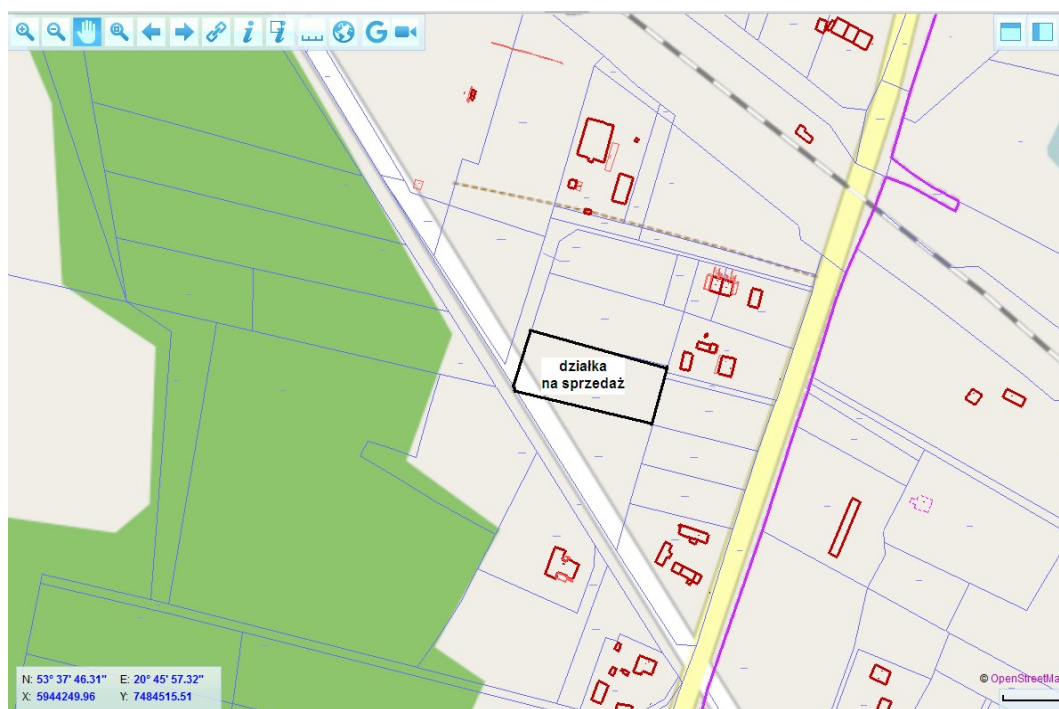 działka
na sprzedaż
N: 53° 37' 46.31" E: 20° 45' 57.32"
X: 5944249.96 Y: 7484515.51
© OpenStreetMa